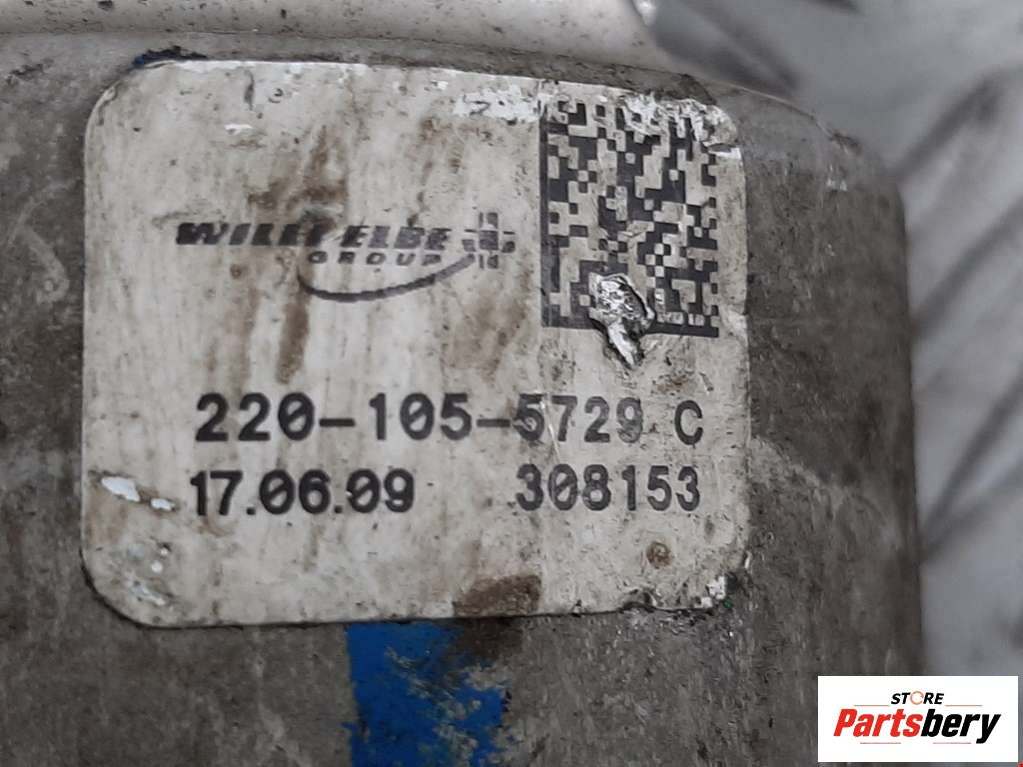 WILLI ELBE
GROUP
220-105-5729 C
17.06.09 308153
STORE
Partsbery